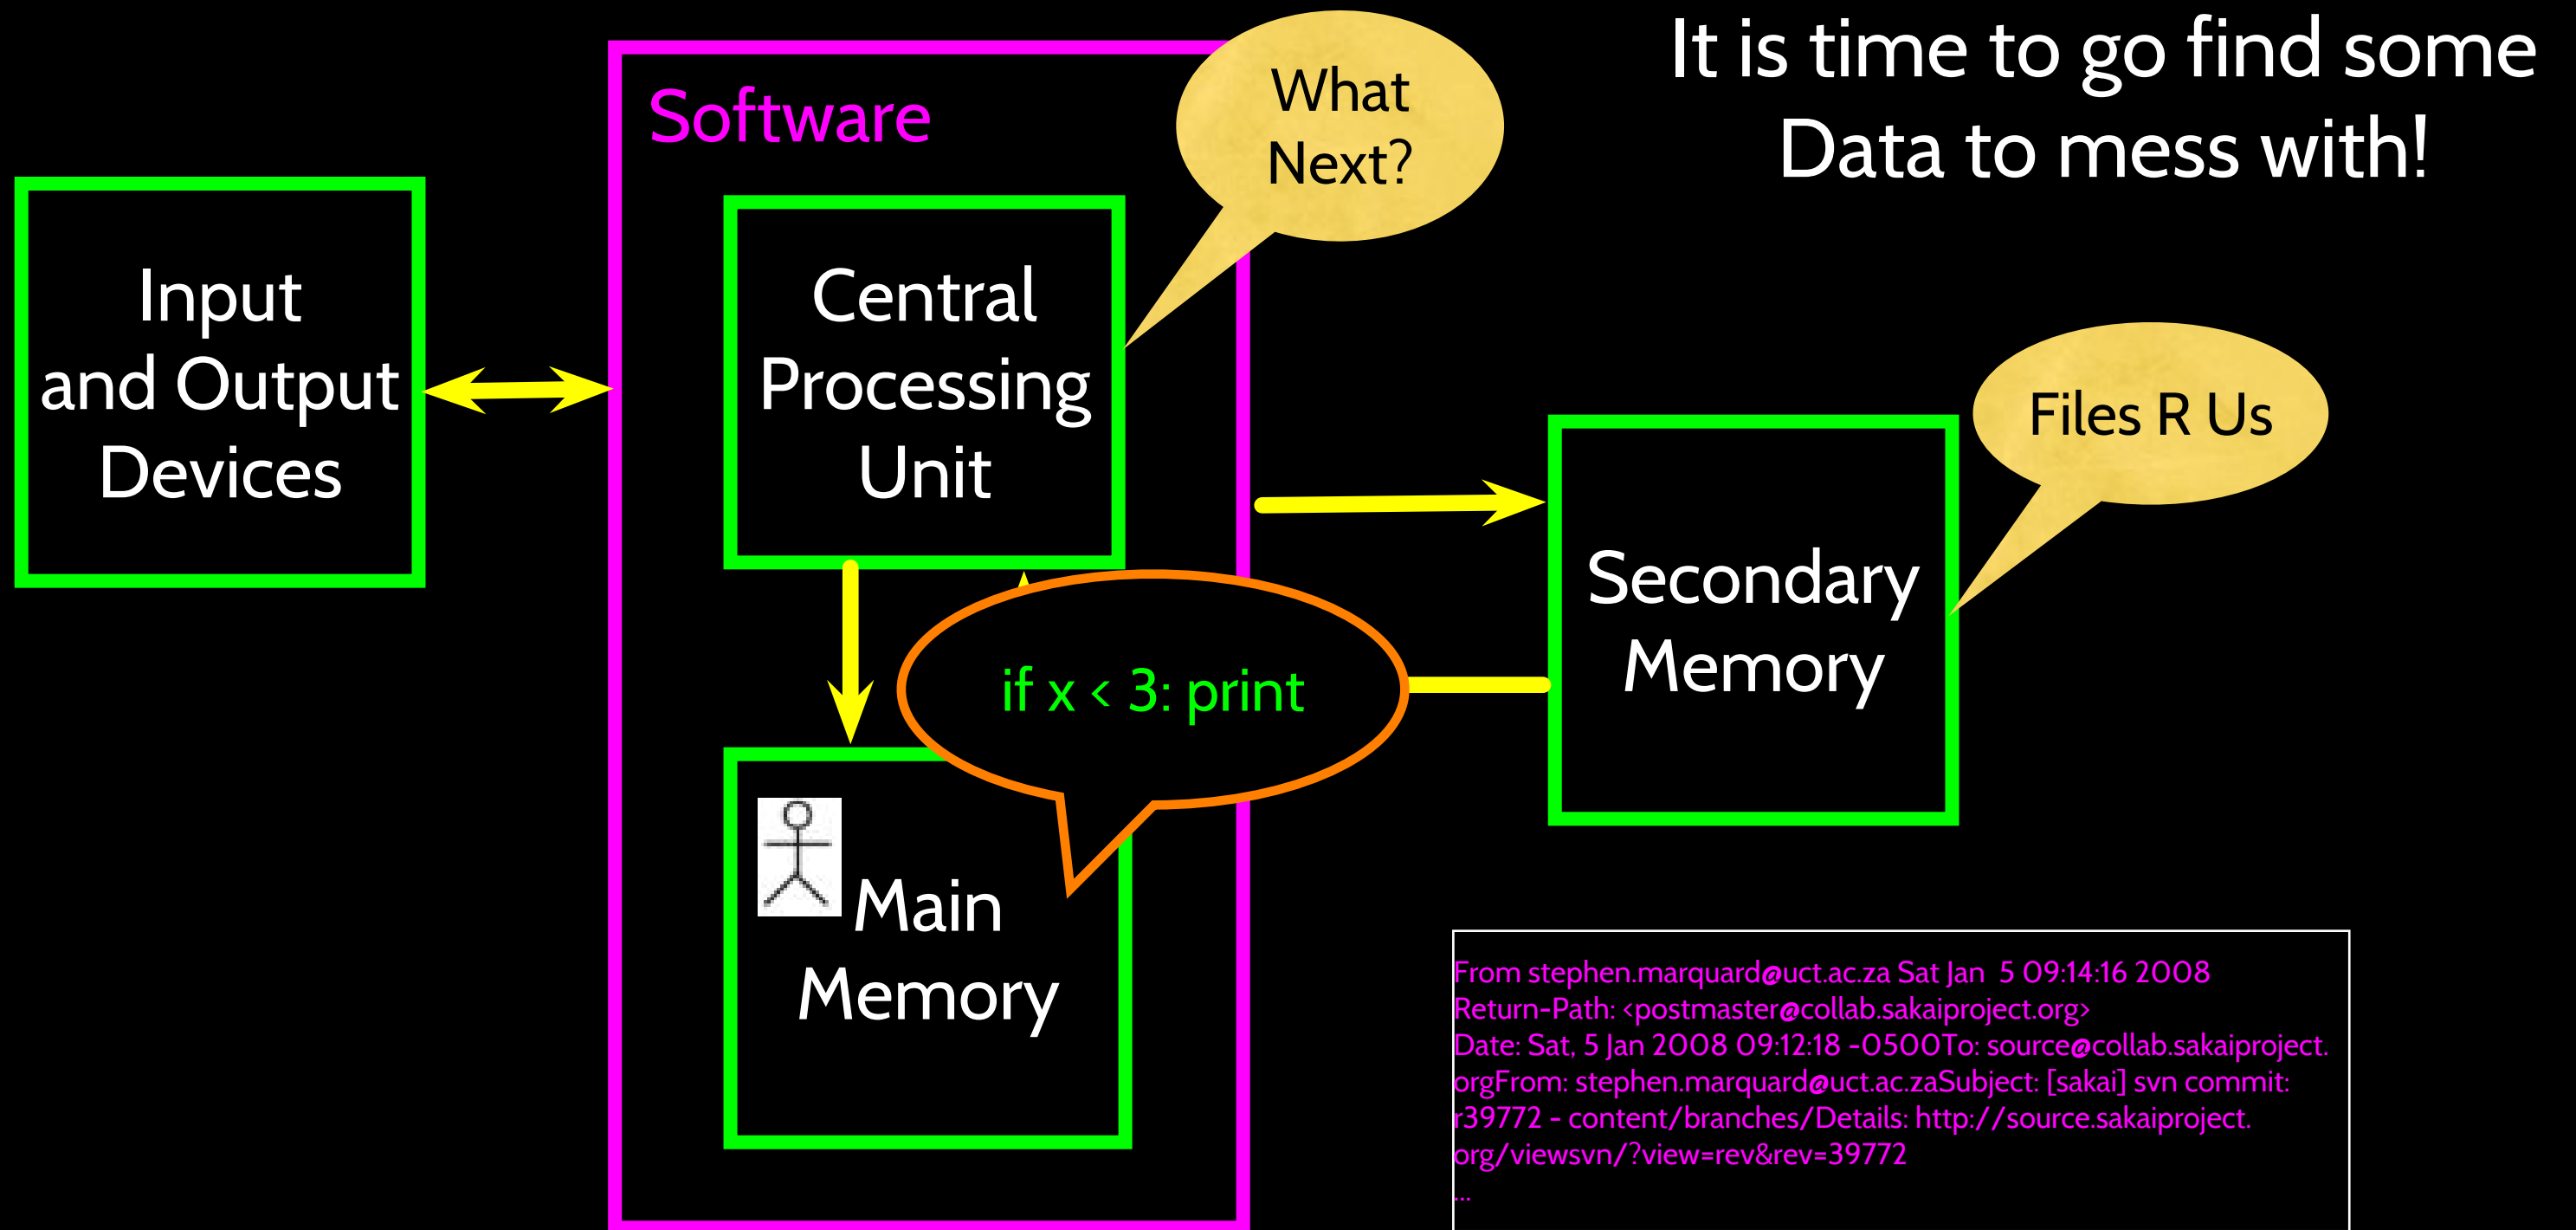 It is time to go find some
Data to mess with!
Software
What
Next?
Input
and Output
Devices
Central
Processing
Unit
Files R Us
Secondary
Memory
if x < 3: print
Main
Memory
From stephen.marquard@uct.ac.za Sat Jan  5 09:14:16 2008
Return-Path: <postmaster@collab.sakaiproject.org>
Date: Sat, 5 Jan 2008 09:12:18 -0500To: source@collab.sakaiproject.
orgFrom: stephen.marquard@uct.ac.zaSubject: [sakai] svn commit:
r39772 - content/branches/Details: http://source.sakaiproject.
org/viewsvn/?view=rev&rev=39772
...